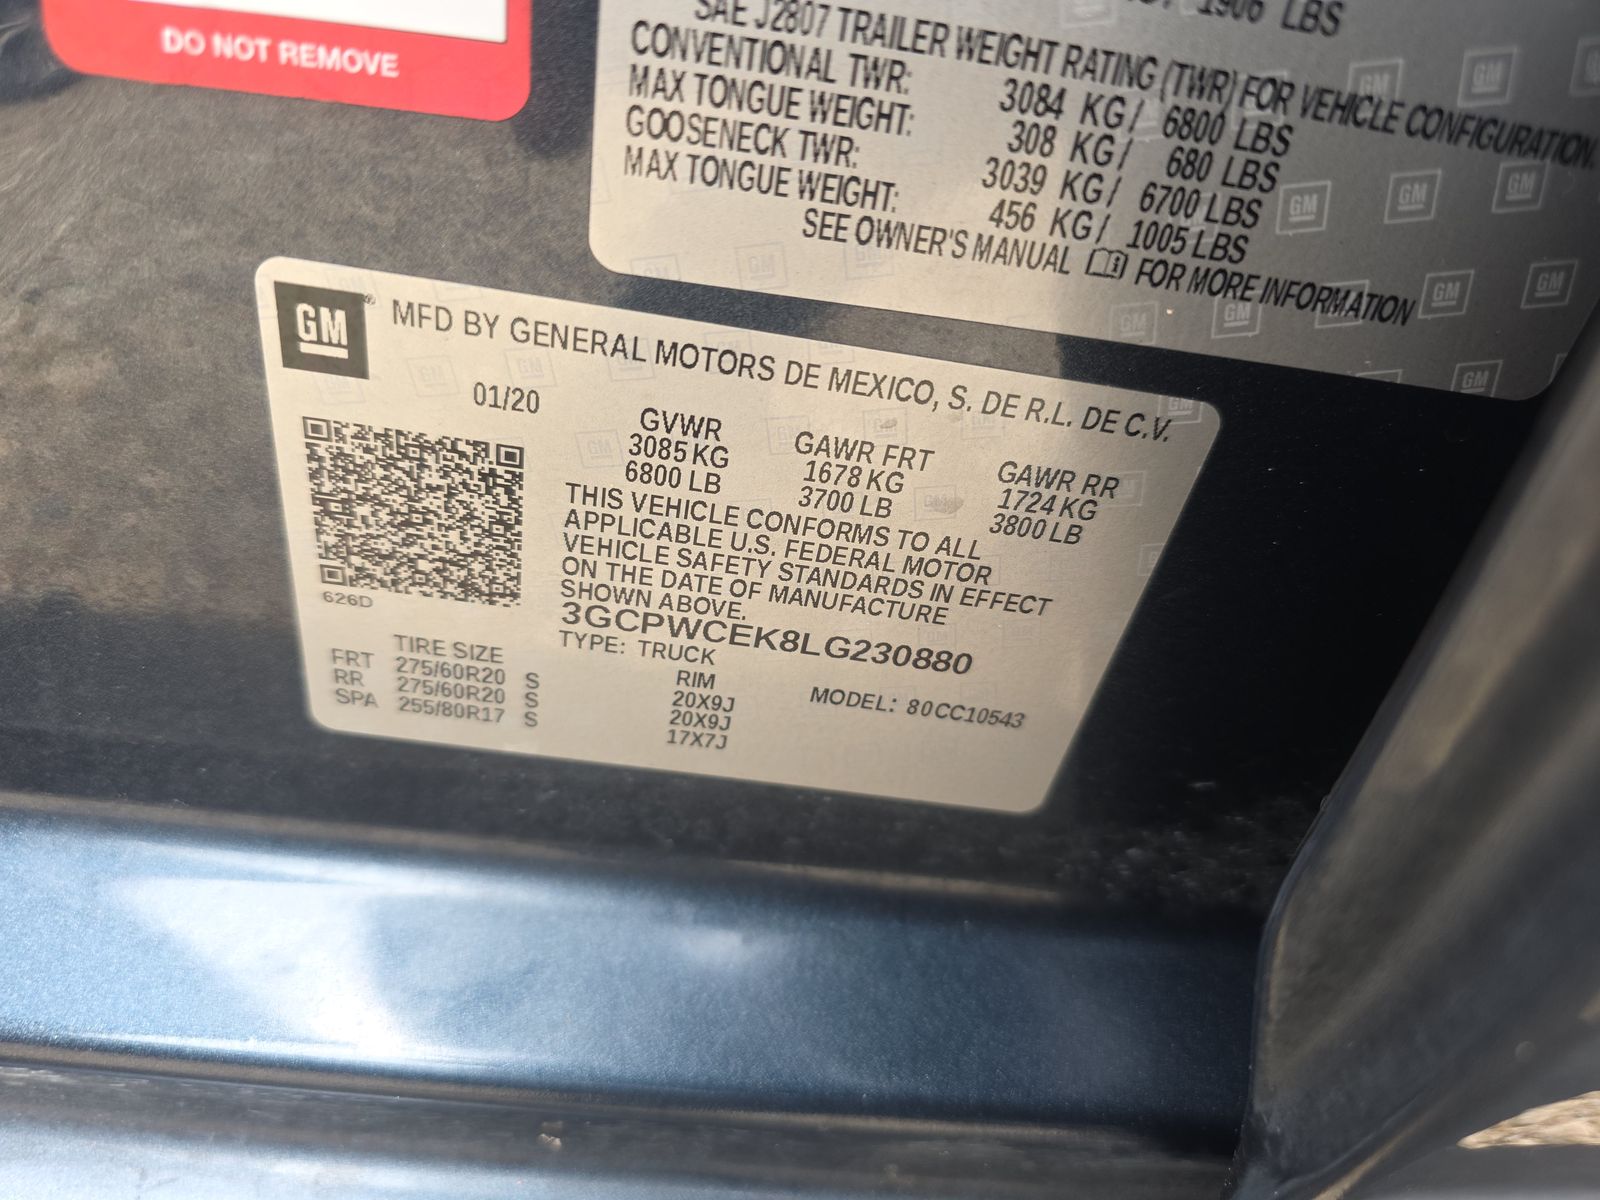 DO NOT REMOVE
1906 LBS
SAE J2807 TRAILER WEIGHT RATING (TWR) FOR VEHICLE CONFIGURATION.
CONVENTIONAL TWR: 3084 KG/ 6800 LBS
MAX TONGUE WEIGHT: 308 KG/ 680 LBS
GOOSENECK TWR: 3039 KG/ 6700 LBS
MAX TONGUE WEIGHT: 456 KG/ 1005 LBS
SEE OWNER'S MANUAL FOR MORE INFORMATION
GM® MFD BY GENERAL MOTORS DE MEXICO, S. DE R.L. DE C.V.
01/20
GVWR GAWR FRT GAWR RR
3085 KG 1678 KG 1724 KG
6800 LB 3700 LB 3800 LB
THIS VEHICLE CONFORMS TO ALL
APPLICABLE U.S. FEDERAL MOTOR
VEHICLE SAFETY STANDARDS IN EFFECT
ON THE DATE OF MANUFACTURE
SHOWN ABOVE.
626D
3GCPWCEK8LG230880
TYPE: TRUCK MODEL: 80CC10543
TIRE SIZE RIM
FRT 275/60R20 S 20X9J
RR 275/60R20 S 20X9J
SPA 255/80R17 S 17X7J